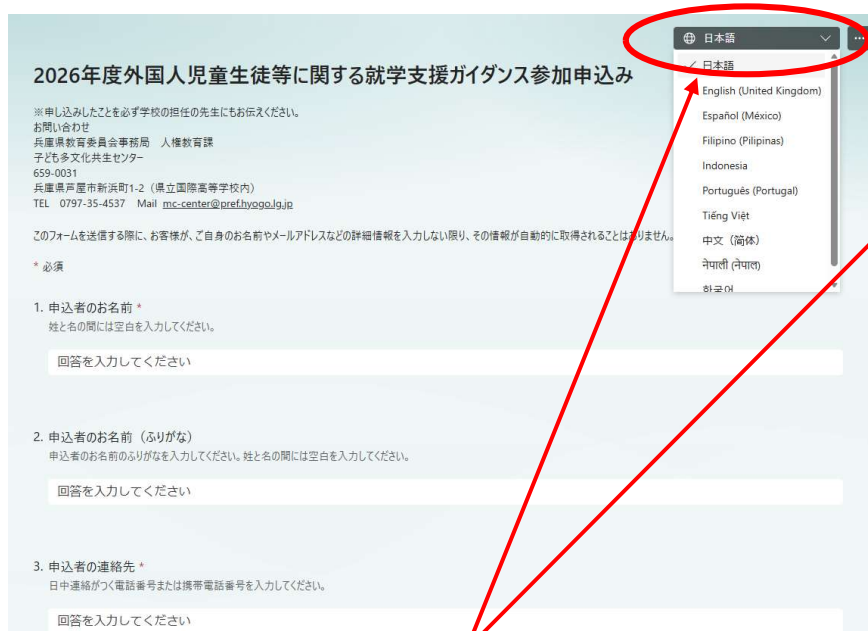 日本語
2026年度外国人児童生徒等に関する就学支援ガイダンス参加申込み
※申し込みしたことを必ず学校の担任の先生にもお伝えください。
お問い合わせ
兵庫県教育委員会事務局　人権教育課
子ども多文化共生センター
659-0031
兵庫県芦屋市新浜町1-2（県立国際高等学校内）
TEL　0797-35-4537　Mail mc-center@pref.hyogo.lg.jp
このフォームを送信する際に、お客様が、ご自身のお名前やメールアドレスなどの詳細情報を入力しない限り、その情報が自動的に取得されることはありません。
* 必須
日本語
English (United Kingdom)
Español (México)
Filipino (Pilipinas)
Indonesia
Português (Portugal)
Tiếng Việt
中文（简体）
नेपाली (नेपाल)
한국어
1. 申込者のお名前 *
姓と名の間には空白を入力してください。
回答を入力してください
2. 申込者のお名前（ふりがな）
申込者のお名前のふりがなを入力してください。姓と名の間には空白を入力してください。
回答を入力してください
3. 申込者の連絡先 *
日中連絡がつく電話番号または携帯電話番号を入力してください。
回答を入力してください